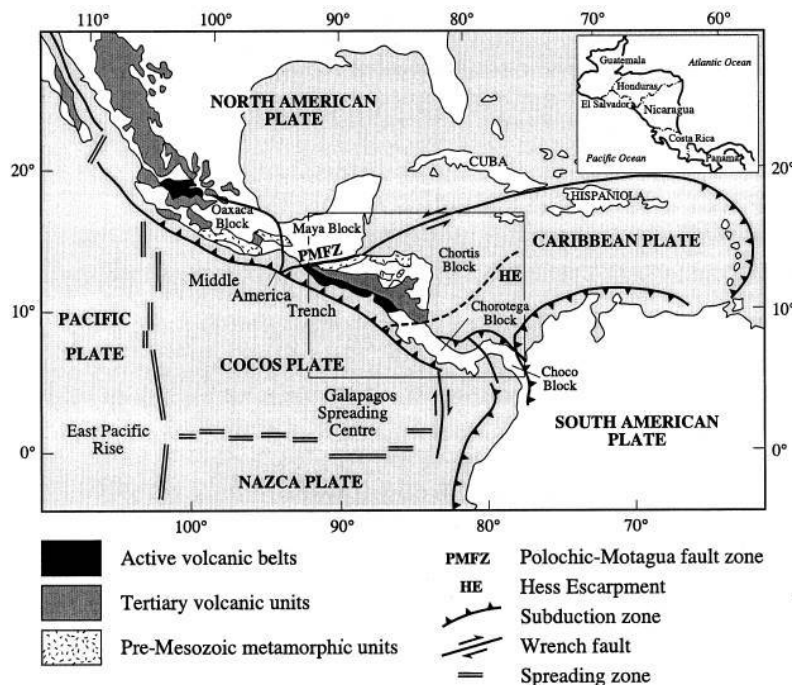 110°
100°
90°
80°
70°
60°
Guatemala
Atlantic Ocean
Honduras
El Salvador
Nicaragua
Costa Rica
Pacific Ocean
Panama
NORTH AMERICAN
PLATE
20°
20°
CUBA
HISPANIOLA
Oaxaca
Block
Maya Block
PMFZ
CARIBBEAN PLATE
Chortis
Block
HE
Middle
America
Trench
10°
10°
Chorotega
Block
PACIFIC
PLATE
COCOS PLATE
Choco
Block
Galapagos
Spreading
Centre
SOUTH AMERICAN
PLATE
East Pacific
Rise
0°
0°
NAZCA PLATE
100°
90°
80°
70°
Active volcanic belts
Tertiary volcanic units
Pre-Mesozoic metamorphic units
PMFZ Polochic-Motagua fault zone
HE Hess Escarpment
Subduction zone
Wrench fault
Spreading zone